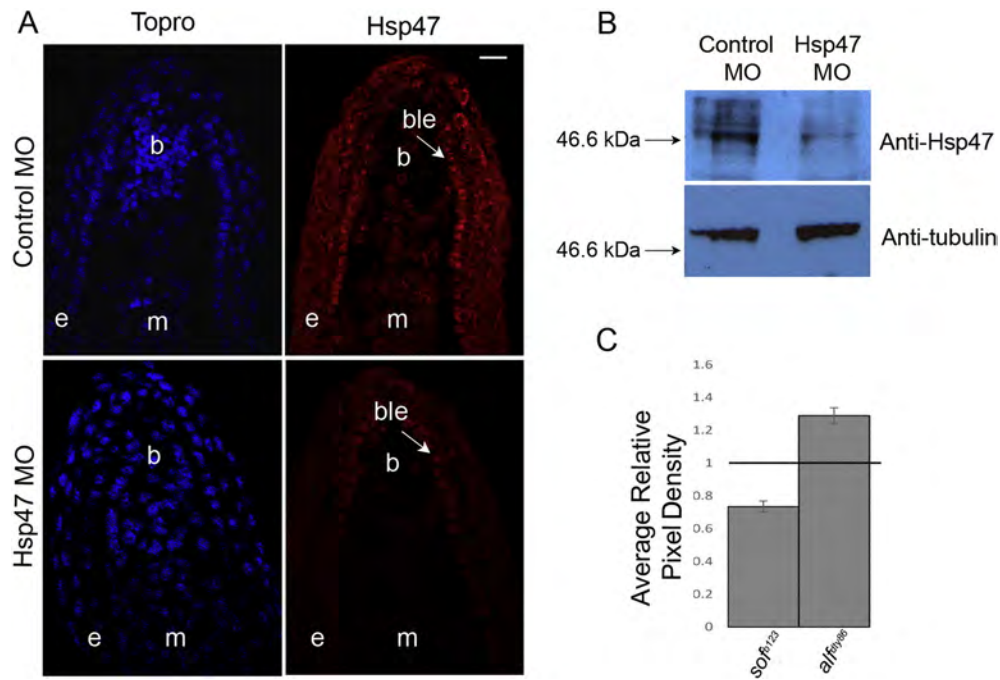 A
Topro
Hsp47
Control MO
b
e
m
ble
b
e
m
Hsp47 MO
b
e
m
ble
b
e
m
B
Control MO
Hsp47 MO
46.6 kDa
Anti-Hsp47
46.6 kDa
Anti-tubulin
C
Average Relative
Pixel Density
1.6
1.4
1.2
1
0.8
0.6
0.4
0.2
0
sof b123
alf dty86